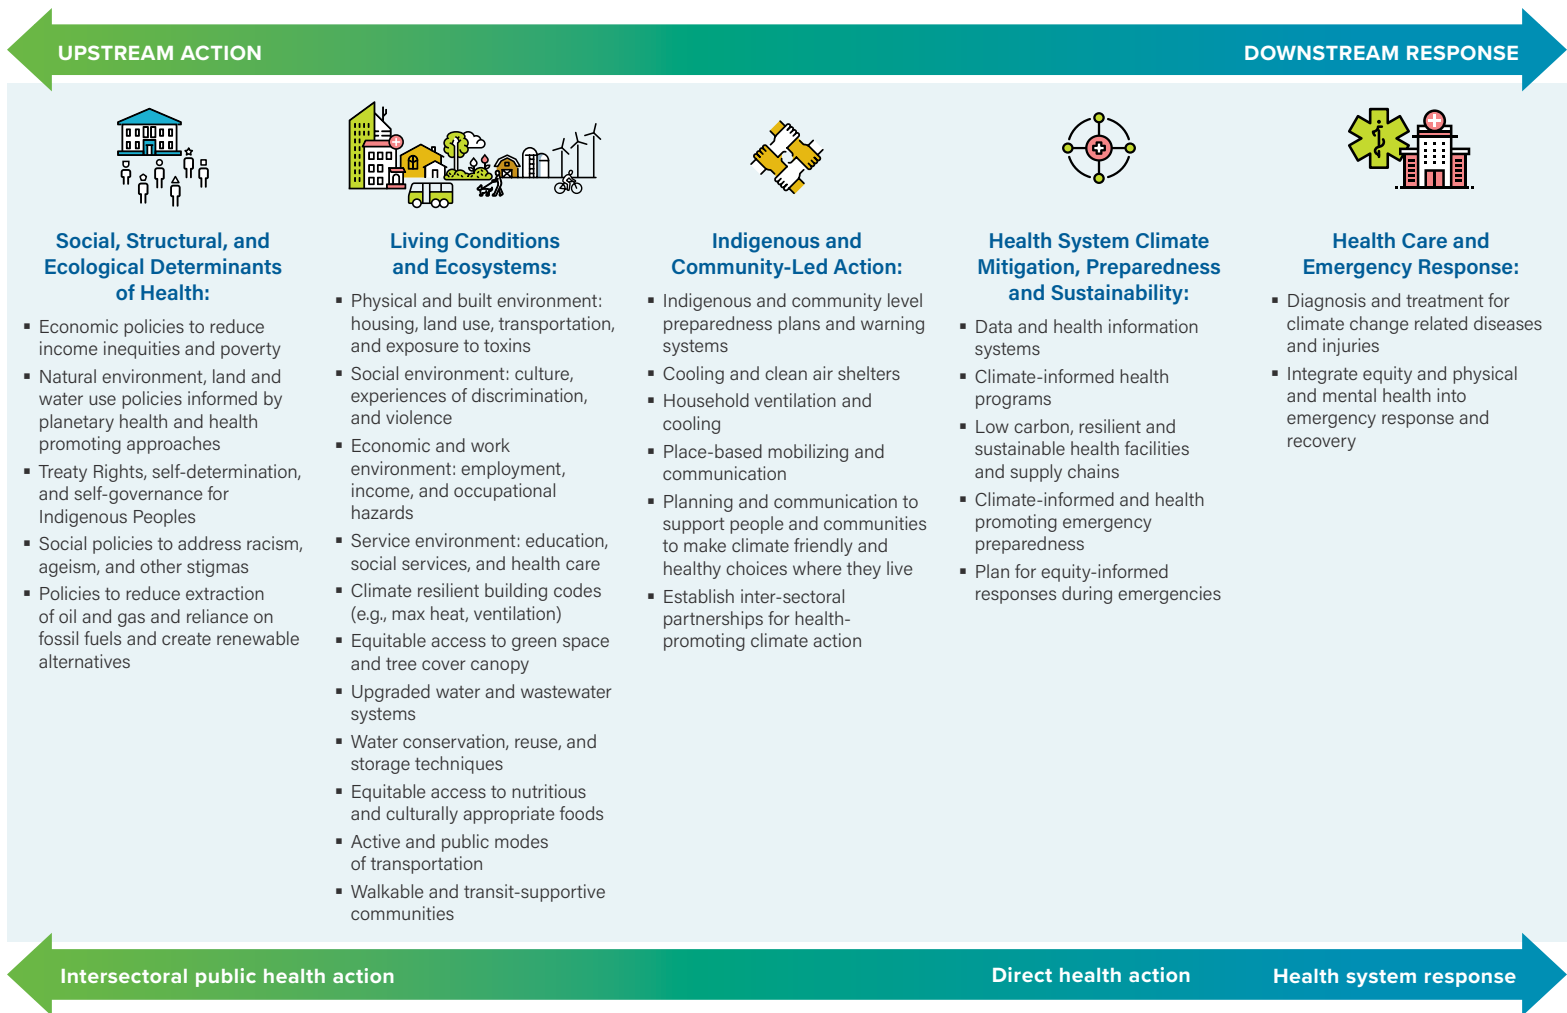 UPSTREAM ACTION
DOWNSTREAM RESPONSE
Social, Structural, and
Ecological Determinants
of Health:
▪ Economic policies to reduce
income inequities and poverty
▪ Natural environment, land and
water use policies informed by
planetary health and health
promoting approaches
▪ Treaty Rights, self-determination,
and self-governance for
Indigenous Peoples
▪ Social policies to address racism,
ageism, and other stigmas
▪ Policies to reduce extraction
of oil and gas and reliance on
fossil fuels and create renewable
alternatives
Living Conditions
and Ecosystems:
▪ Physical and built environment:
housing, land use, transportation,
and exposure to toxins
▪ Social environment: culture,
experiences of discrimination,
and violence
▪ Economic and work
environment: employment,
income, and occupational
hazards
▪ Service environment: education,
social services, and health care
▪ Climate resilient building codes
(e.g., max heat, ventilation)
▪ Equitable access to green space
and tree cover canopy
▪ Upgraded water and wastewater
systems
▪ Water conservation, reuse, and
storage techniques
▪ Equitable access to nutritious
and culturally appropriate foods
▪ Active and public modes
of transportation
▪ Walkable and transit-supportive
communities
Indigenous and
Community-Led Action:
▪ Indigenous and community level
preparedness plans and warning
systems
▪ Cooling and clean air shelters
▪ Household ventilation and
cooling
▪ Place-based mobilizing and
communication
▪ Planning and communication to
support people and communities
to make climate friendly and
healthy choices where they live
▪ Establish inter-sectoral
partnerships for health-
promoting climate action
Health System Climate
Mitigation, Preparedness
and Sustainability:
▪ Data and health information
systems
▪ Climate-informed health
programs
▪ Low carbon, resilient and
sustainable health facilities
and supply chains
▪ Climate-informed and health
promoting emergency
preparedness
▪ Plan for equity-informed
responses during emergencies
Health Care and
Emergency Response:
▪ Diagnosis and treatment for
climate change related diseases
and injuries
▪ Integrate equity and physical
and mental health into
emergency response and
recovery
Intersectoral public health action
Direct health action
Health system response